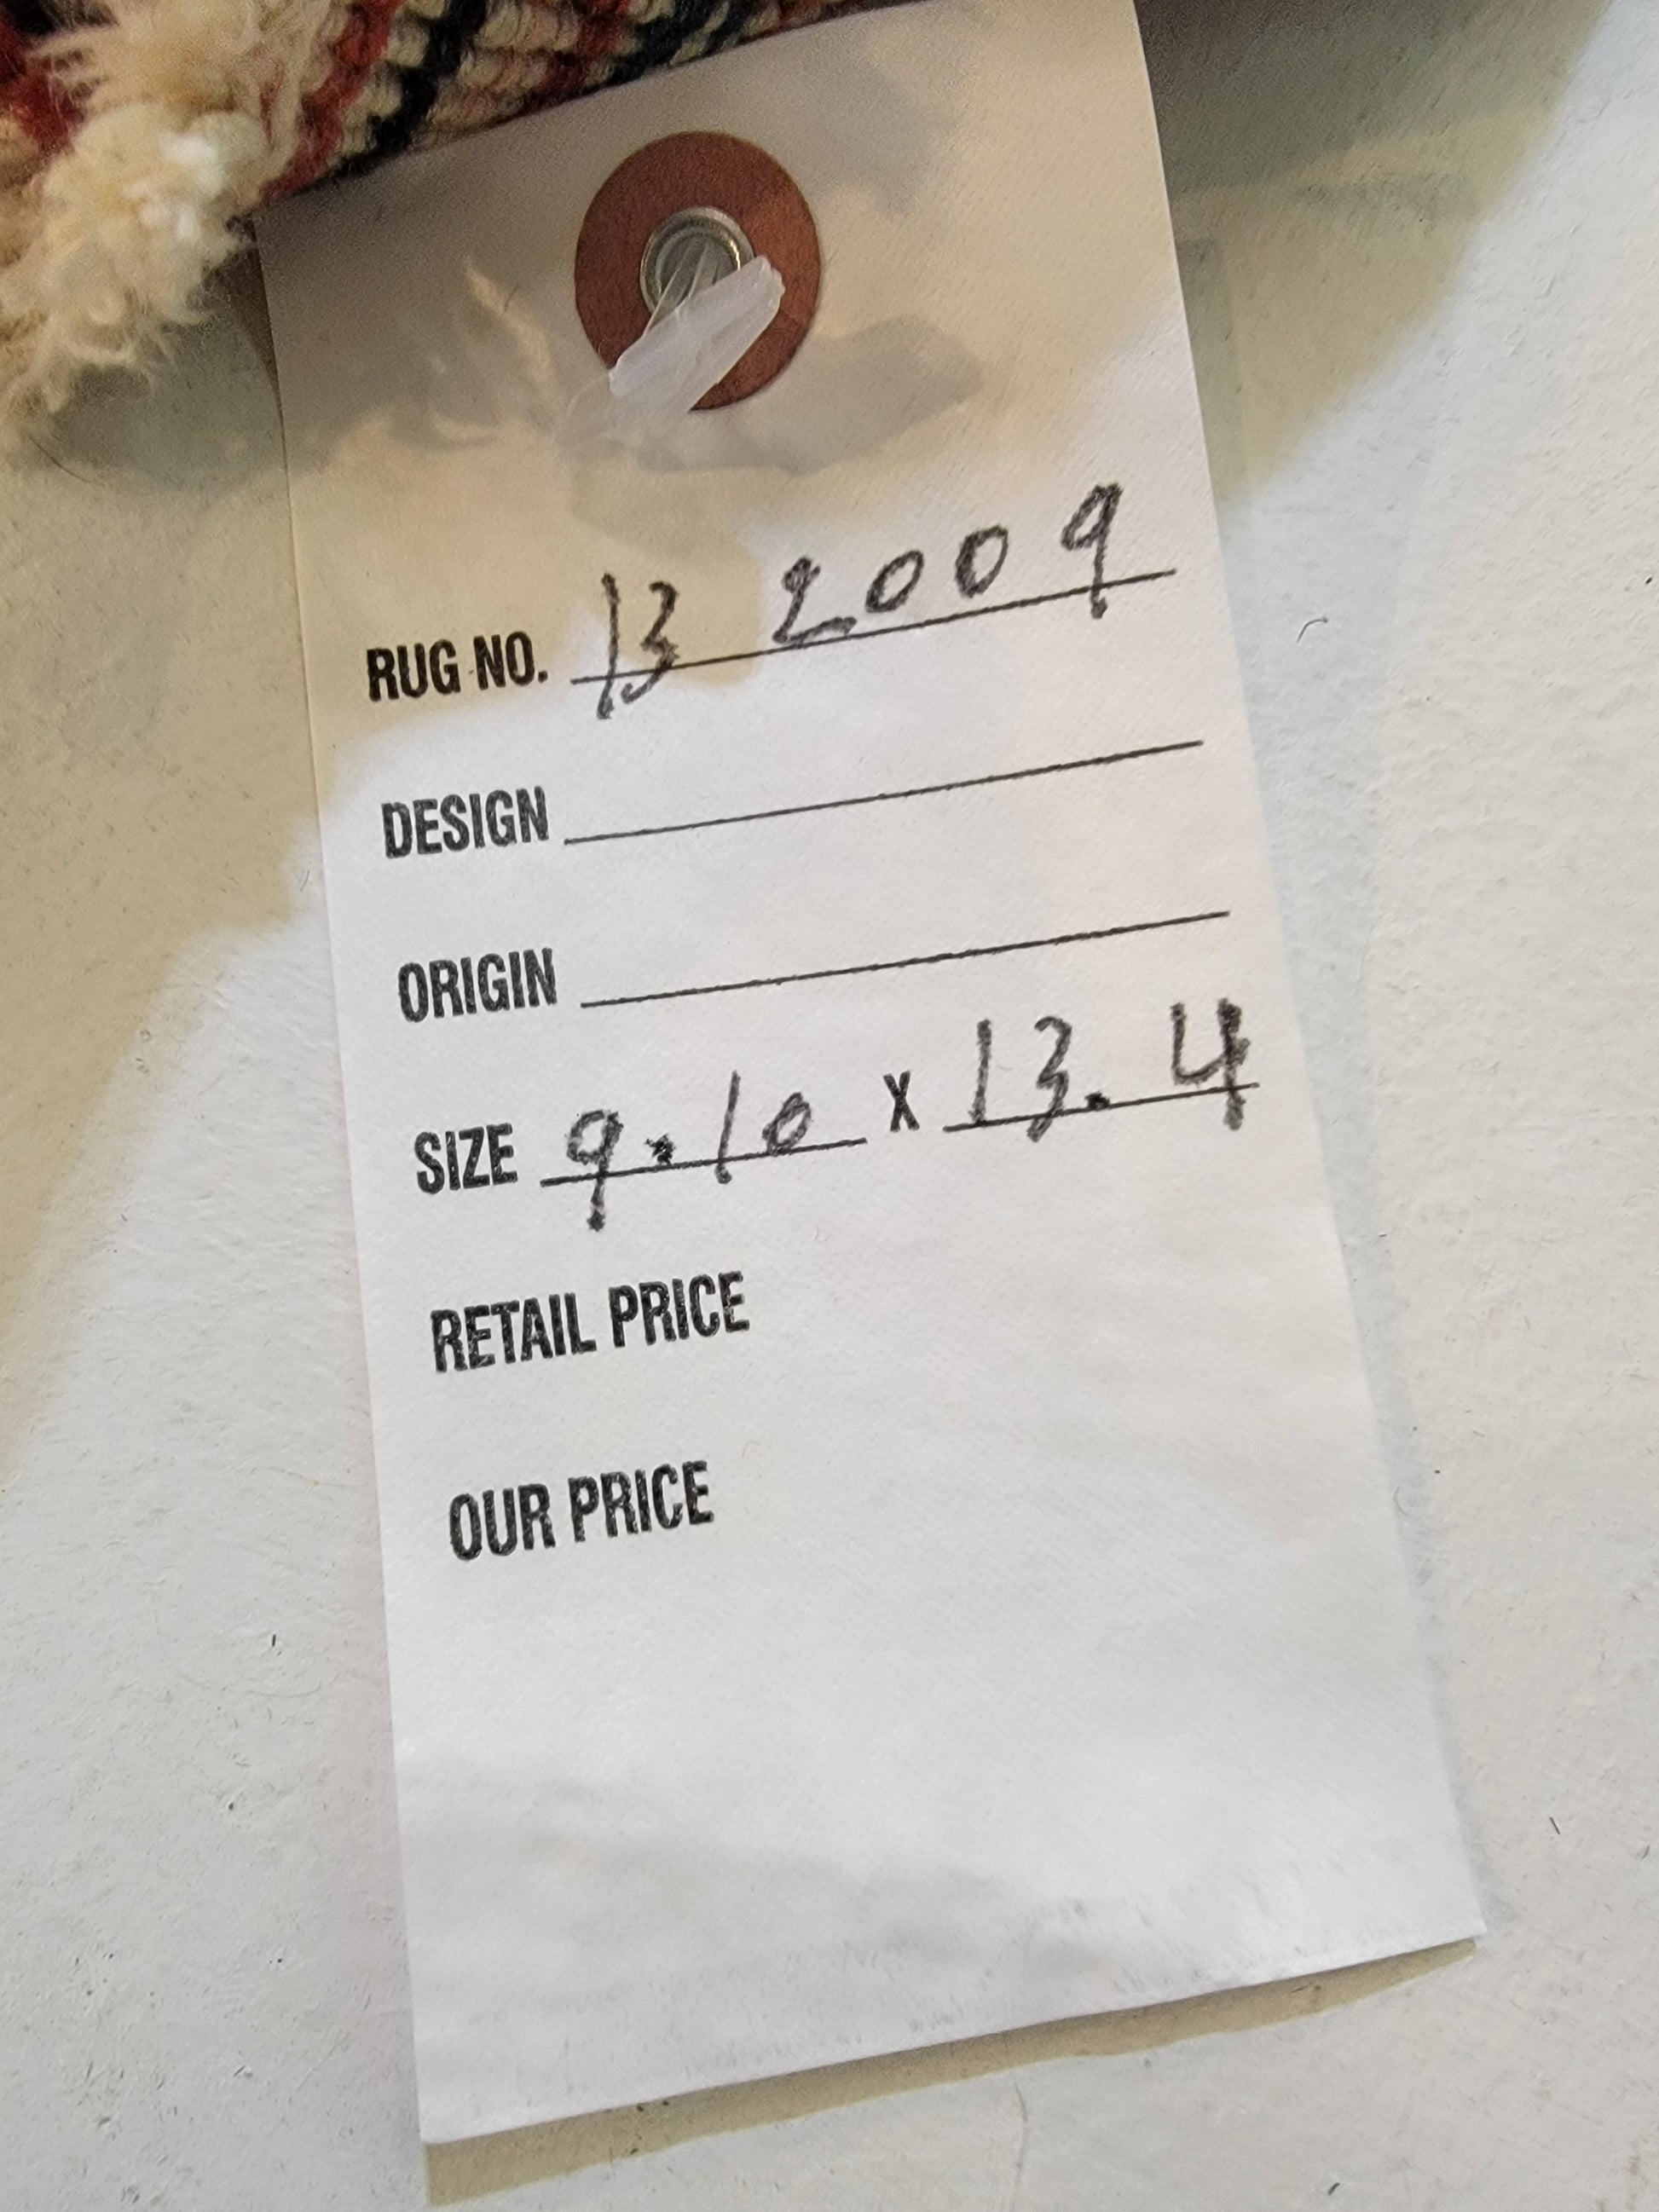 RUG NO. 13 2009
DESIGN
ORIGIN
SIZE 9.10 X 13.4
RETAIL PRICE
OUR PRICE